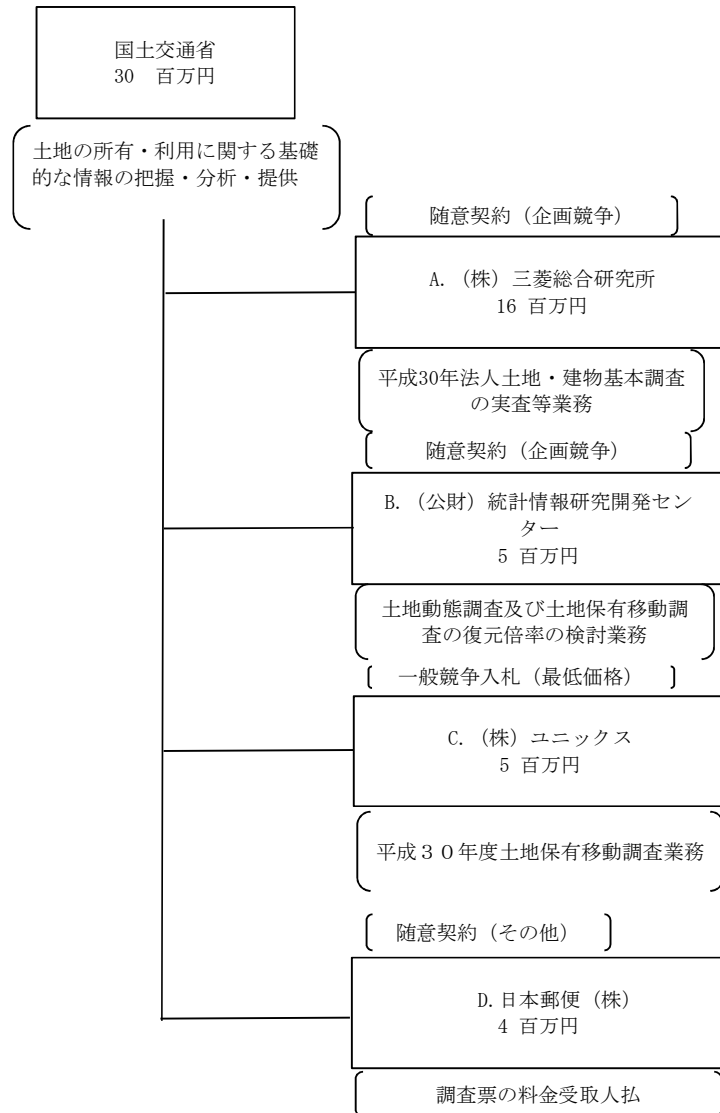 国土交通省
30　百万円
土地の所有・利用に関する基礎
的な情報の把握・分析・提供
随意契約（企画競争）
A. （株）三菱総合研究所
16 百万円
平成30年法人土地・建物基本調査
の実査等業務
随意契約（企画競争）
B. （公財）統計情報研究開発セン
ター
5 百万円
土地動態調査及び土地保有移動調
査の復元倍率の検討業務
一般競争入札（最低価格）
C. （株）ユニックス
5 百万円
平成３０年度土地保有移動調査業務
随意契約（その他）
D.日本郵便（株）
4 百万円
調査票の料金受取人払